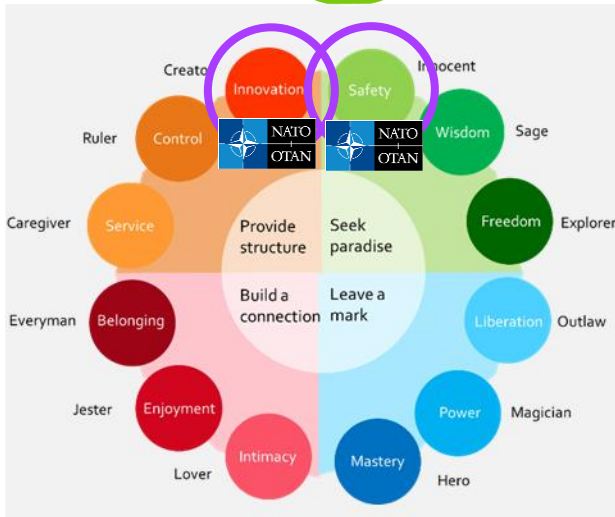 Creato
Innovation
Safety
Innocent
NATO
OTAN
NATO
OTAN
Ruler
Control
Wisdom
Sage
Caregiver
Service
Provide
structure
Seek
paradise
Freedom
Explorer
Everyman
Belonging
Build a
connection
Leave a
mark
Liberation
Outlaw
Jester
Enjoyment
Power
Magician
Lover
Intimacy
Mastery
Hero